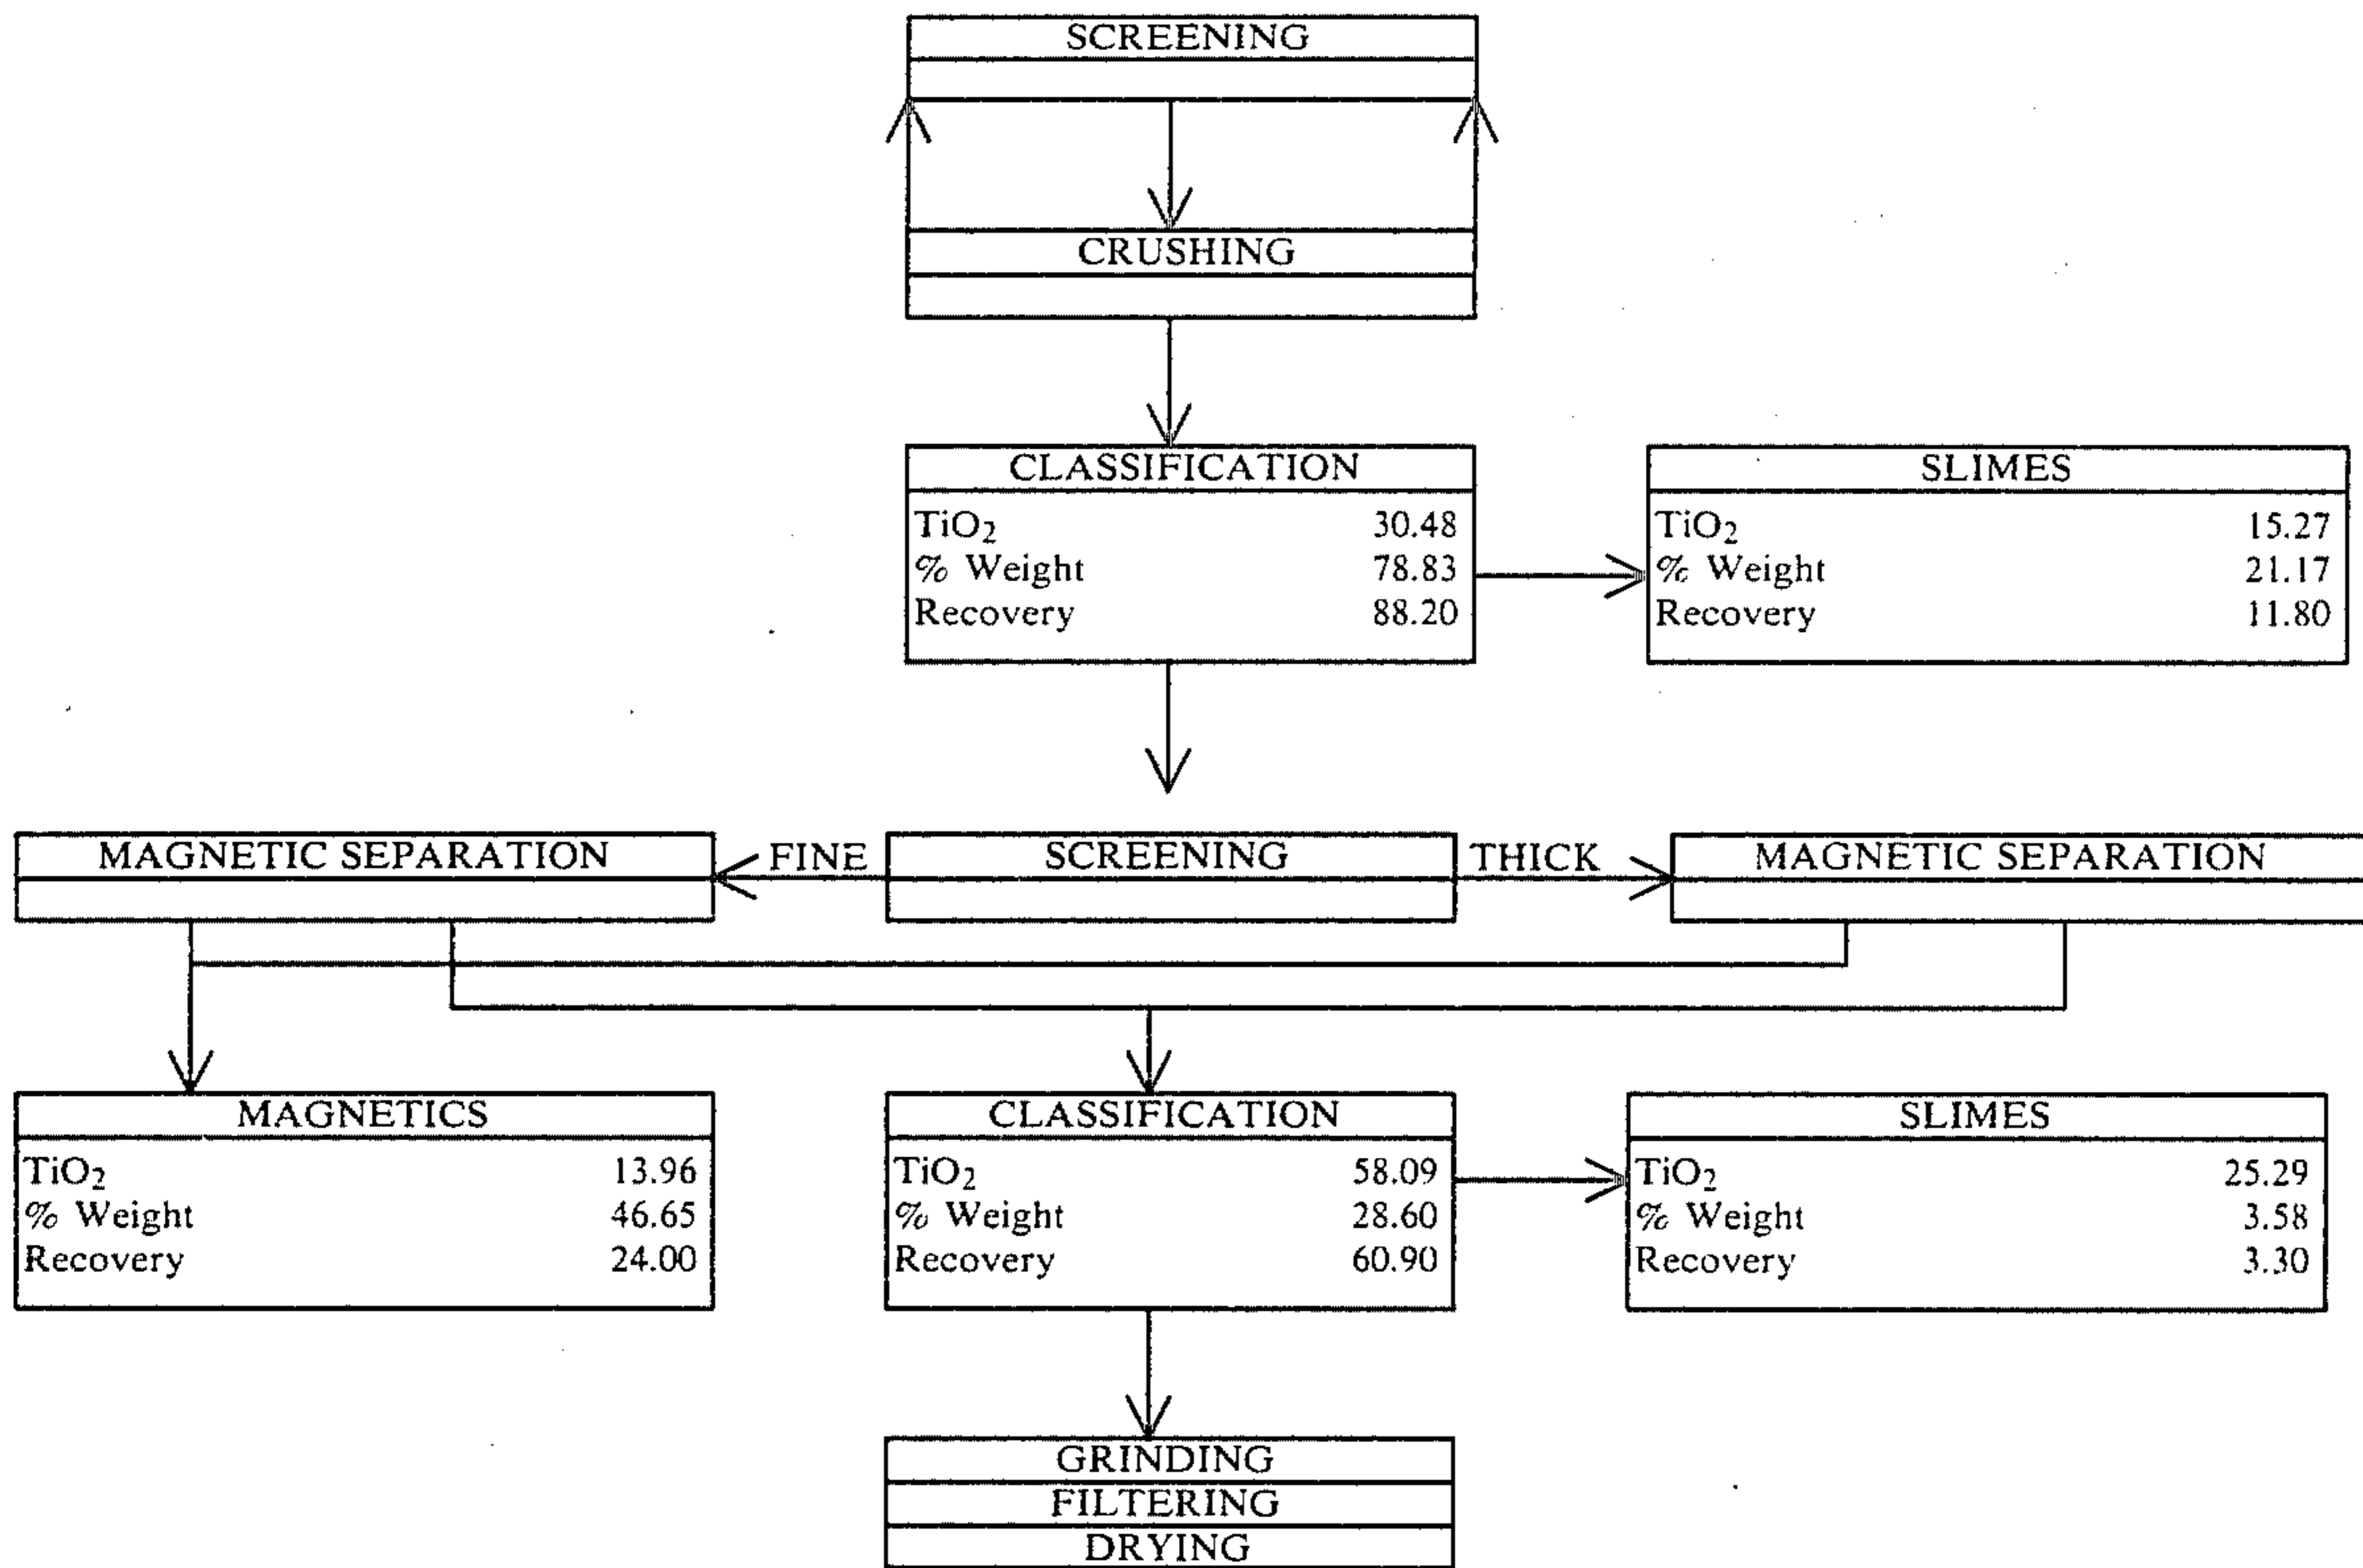 SCREENING
CRUSHING
CLASSIFICATION
TiO2 30.48
% Weight 78.83
Recovery 88.20
SLIMES
TiO2 15.27
% Weight 21.17
Recovery 11.80
MAGNETIC SEPARATION
FINE
SCREENING
THICK
MAGNETIC SEPARATION
MAGNETICS
TiO2 13.96
% Weight 46.65
Recovery 24.00
CLASSIFICATION
TiO2 58.09
% Weight 28.60
Recovery 60.90
SLIMES
TiO2 25.29
% Weight 3.58
Recovery 3.30
GRINDING
FILTERING
DRYING